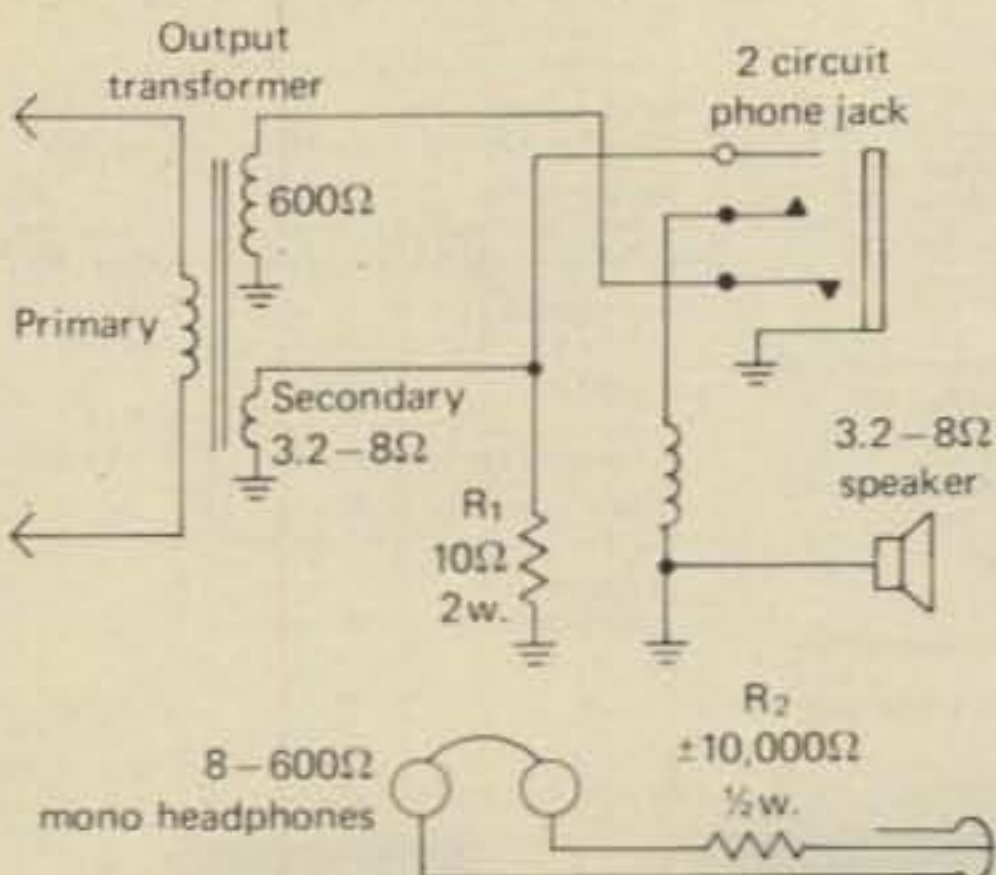 Output
transformer
2 circuit
phone jack
600Ω
Primary
Secondary
3.2–8Ω
3.2–8Ω
speaker
R₁
10Ω
2w.
R₂
±10,000Ω
½w.
8–600Ω
mono headphones